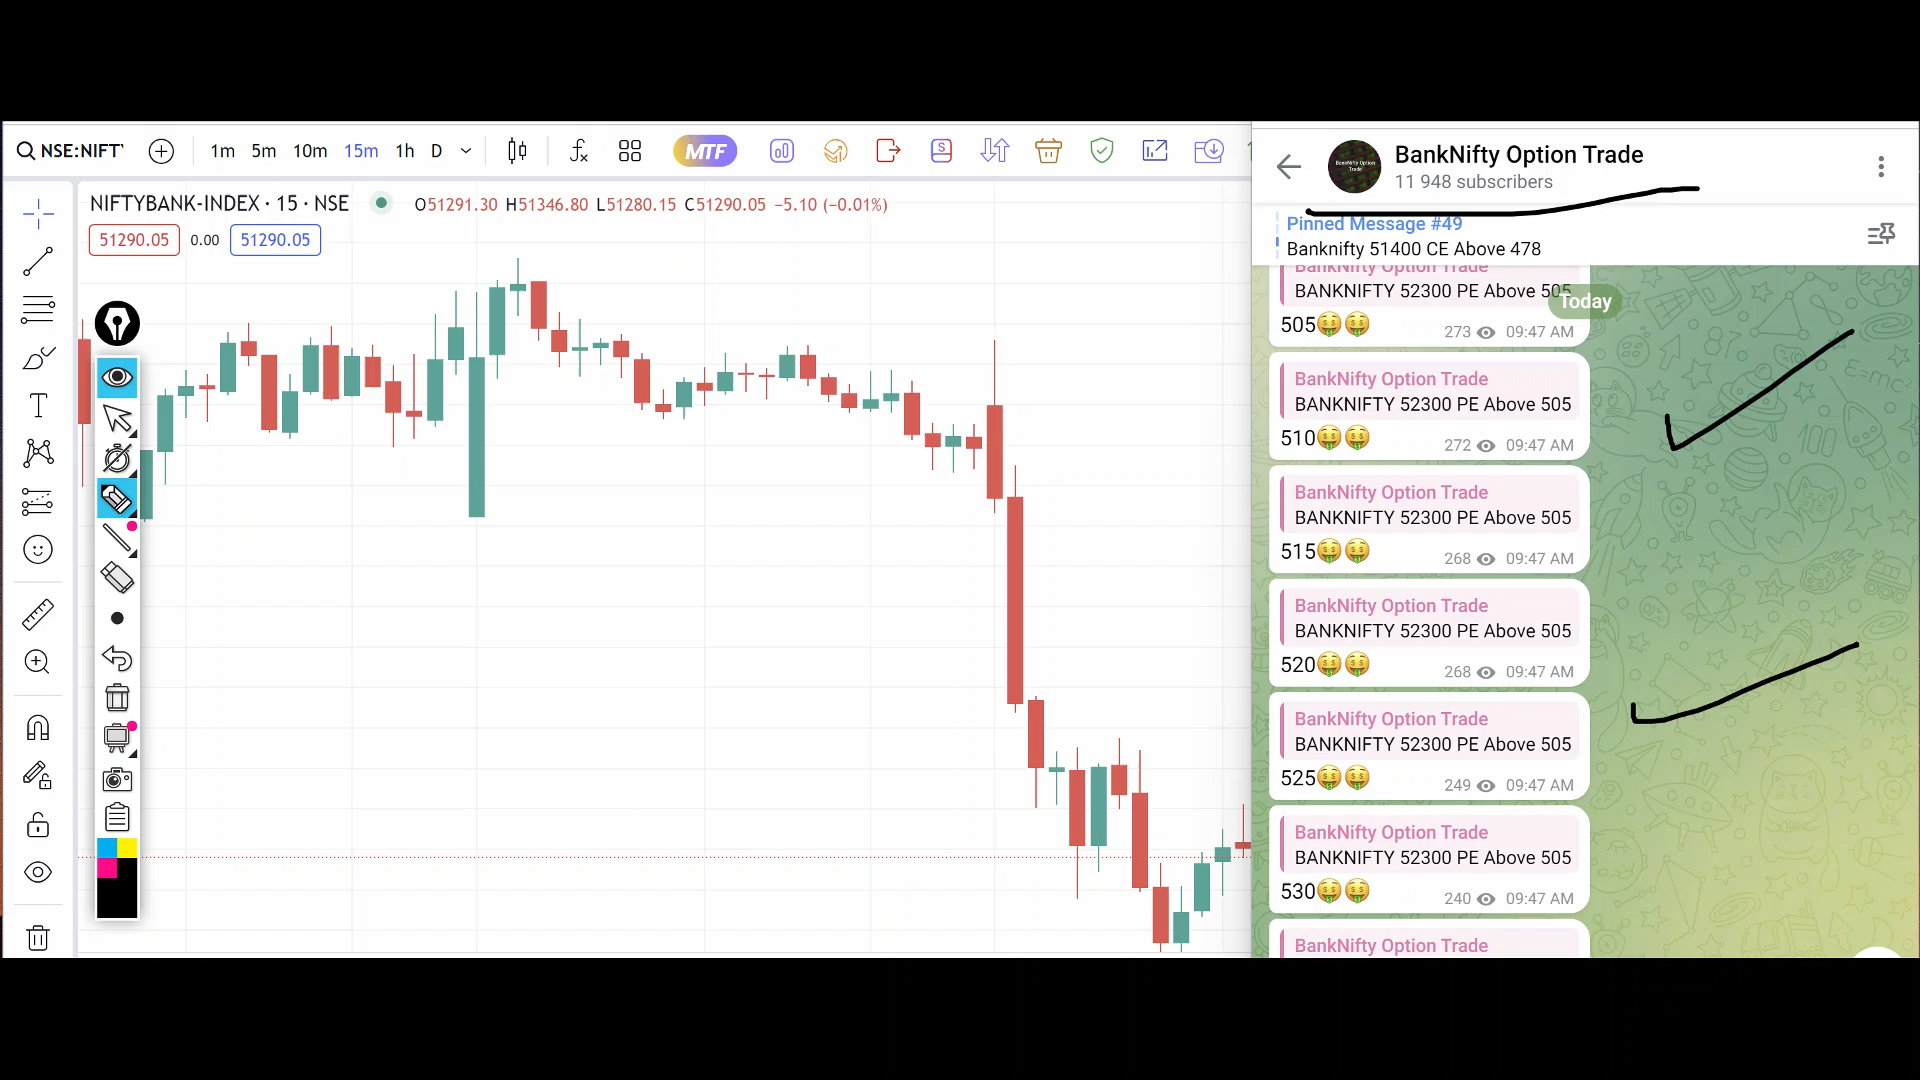 NSE:NIFT
1m 5m 10m 15m 1h D
MTF
NIFTYBANK-INDEX · 15 · NSE
O51291.30 H51346.80 L51280.15 C51290.05 −5.10 (−0.01%)
51290.05 0.00 51290.05
BankNifty Option Trade
11 948 subscribers
Pinned Message #49
Banknifty 51400 CE Above 478
Today
BankNifty Option Trade
BANKNIFTY 52300 PE Above 505
505🤑🤑 273 09:47 AM
BankNifty Option Trade
BANKNIFTY 52300 PE Above 505
510🤑🤑 272 09:47 AM
BankNifty Option Trade
BANKNIFTY 52300 PE Above 505
515🤑🤑 268 09:47 AM
BankNifty Option Trade
BANKNIFTY 52300 PE Above 505
520🤑🤑 268 09:47 AM
BankNifty Option Trade
BANKNIFTY 52300 PE Above 505
525🤑🤑 249 09:47 AM
BankNifty Option Trade
BANKNIFTY 52300 PE Above 505
530🤑🤑 240 09:47 AM
BankNifty Option Trade